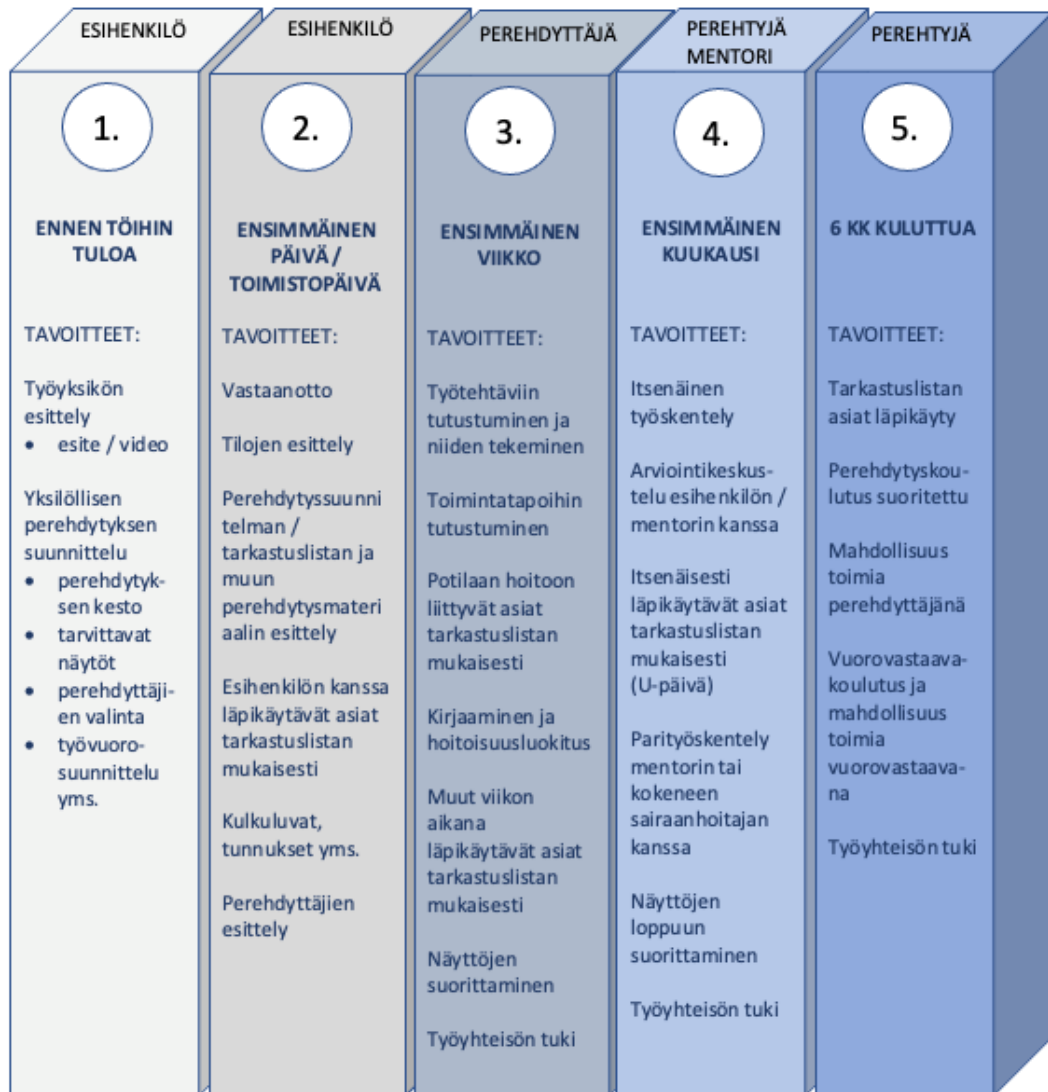 ESIHENKILÖ
1.
ENNEN TÖIHIN
TULOA
TAVOITTEET:
Työyksikön
esittely
• esite / video
Yksilöllisen
perehdytyksen
suunnittelu
• perehdytyk-
sen kesto
• tarvittavat
näytöt
• perehdyttäji-
en valinta
• työvuoro-
suunnittelu
yms.
ESIHENKILÖ
2.
ENSIMMÄINEN
PÄIVÄ /
TOIMISTOPÄIVÄ
TAVOITTEET:
Vastaanotto
Tilojen esittely
Perehdytyssuunni
telman /
tarkastuslistan ja
muun
perehdytysmateri
aalin esittely
Esihenkilön kanssa
läpikäytävät asiat
tarkastuslistan
mukaisesti
Kulkuluvat,
tunnukset yms.
Perehdyttäjien
esittely
PEREHDYTTÄJÄ
3.
ENSIMMÄINEN
VIIKKO
TAVOITTEET:
Työtehtäviin
tutustuminen ja
niiden tekeminen
Toimintatapoihin
tutustuminen
Potilaan hoitoon
liittyvät asiat
tarkastuslistan
mukaisesti
Kirjaaminen ja
hoitoisuusluokitus
Muut viikon
aikana
läpikäytävät asiat
tarkastuslistan
mukaisesti
Näyttöjen
suorittaminen
Työyhteisön tuki
PEREHTYJÄ
MENTORI
4.
ENSIMMÄINEN
KUUKAUSI
TAVOITTEET:
Itsenäinen
työskentely
Arviointikeskus-
telu esihenkilön /
mentorin kanssa
Itsenäisesti
läpikäytävät asiat
tarkastuslistan
mukaisesti
(U-päivä)
Parityöskentely
mentorin tai
kokeneen
sairaanhoitajan
kanssa
Näyttöjen
loppuun
suorittaminen
Työyhteisön tuki
PEREHTYJÄ
5.
6 KK KULUTTUA
TAVOITTEET:
Tarkastuslistan
asiat läpikäyty
Perehdytyskou-
lutus suoritettu
Mahdollisuus
toimia
perehdyttäjänä
Vuorovastaava-
koulutus ja
mahdollisuus
toimia
vuorovastaava-
na
Työyhteisön tuki